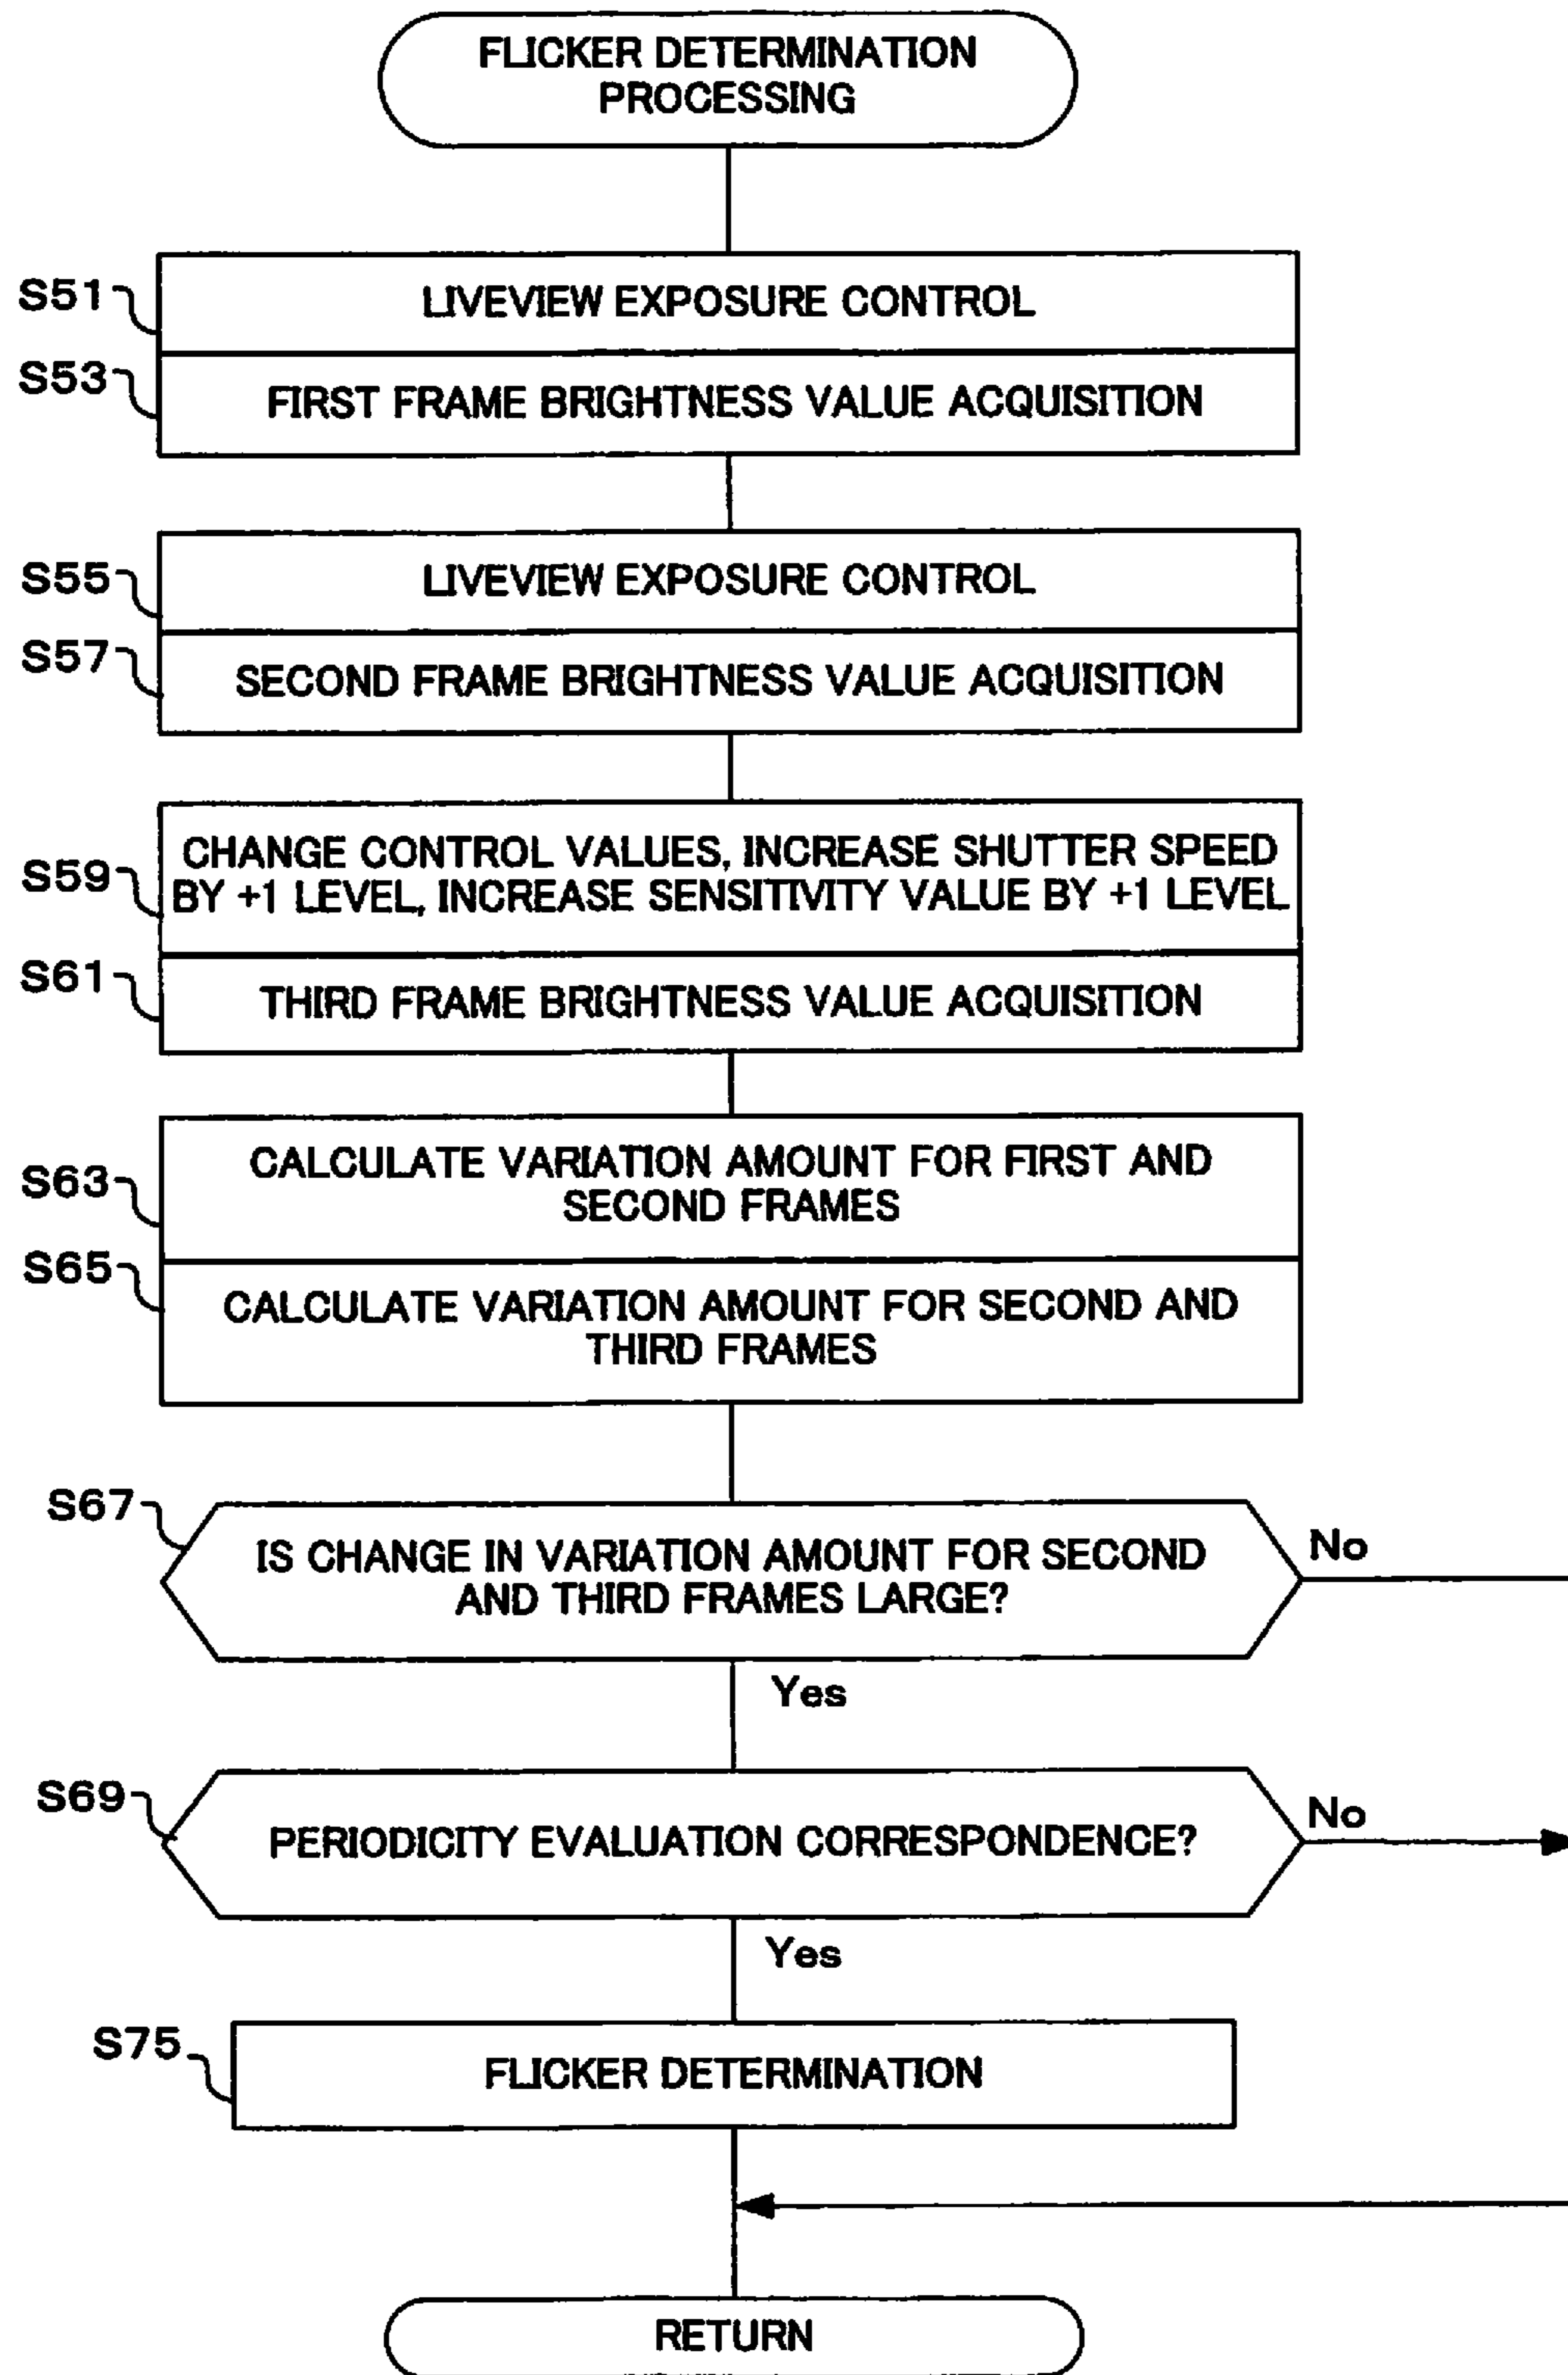 FLICKER DETERMINATION
PROCESSING
S51
LIVEVIEW EXPOSURE CONTROL
S53
FIRST FRAME BRIGHTNESS VALUE ACQUISITION
S55
LIVEVIEW EXPOSURE CONTROL
S57
SECOND FRAME BRIGHTNESS VALUE ACQUISITION
S59
CHANGE CONTROL VALUES, INCREASE SHUTTER SPEED
BY +1 LEVEL, INCREASE SENSITIVITY VALUE BY +1 LEVEL
S61
THIRD FRAME BRIGHTNESS VALUE ACQUISITION
S63
CALCULATE VARIATION AMOUNT FOR FIRST AND
SECOND FRAMES
S65
CALCULATE VARIATION AMOUNT FOR SECOND AND
THIRD FRAMES
S67
IS CHANGE IN VARIATION AMOUNT FOR SECOND
AND THIRD FRAMES LARGE?
No
Yes
S69
PERIODICITY EVALUATION CORRESPONDENCE?
No
Yes
S75
FLICKER DETERMINATION
RETURN